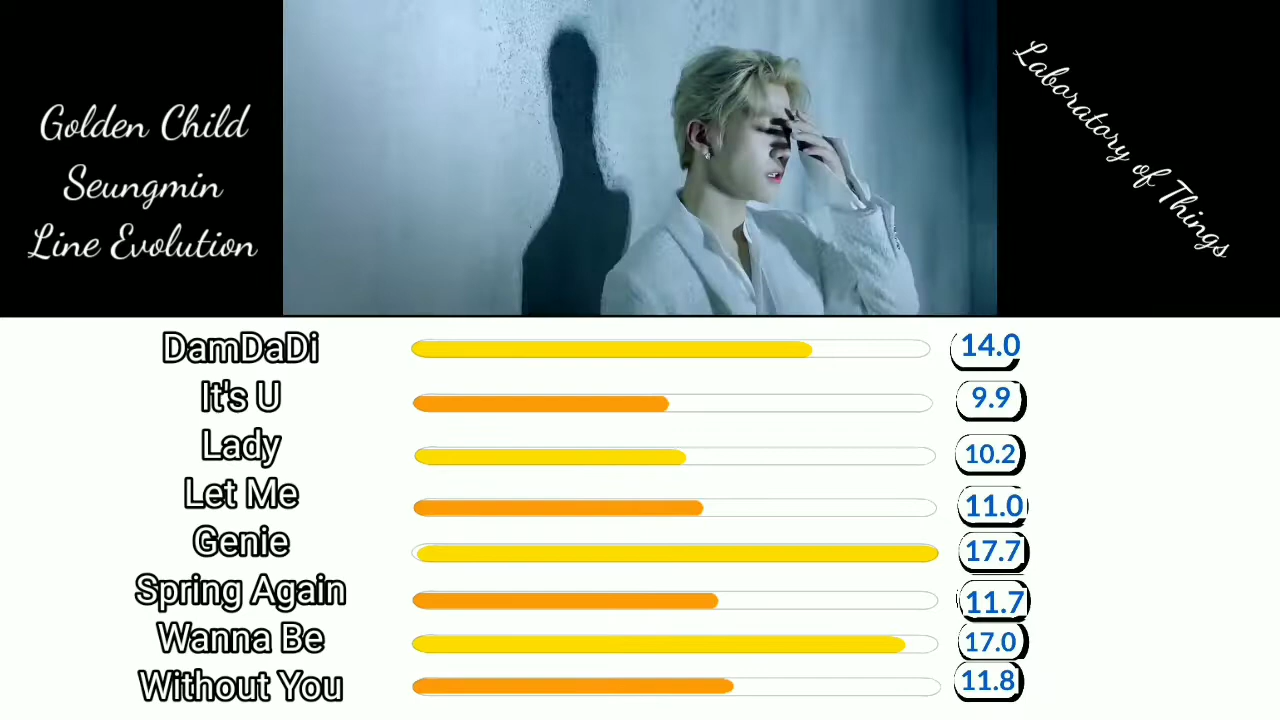 Golden Child
Seungmin
Line Evolution
Laboratory of Things
DamDaDi 14.0
It's U 9.9
Lady 10.2
Let Me 11.0
Genie 17.7
Spring Again 11.7
Wanna Be 17.0
Without You 11.8